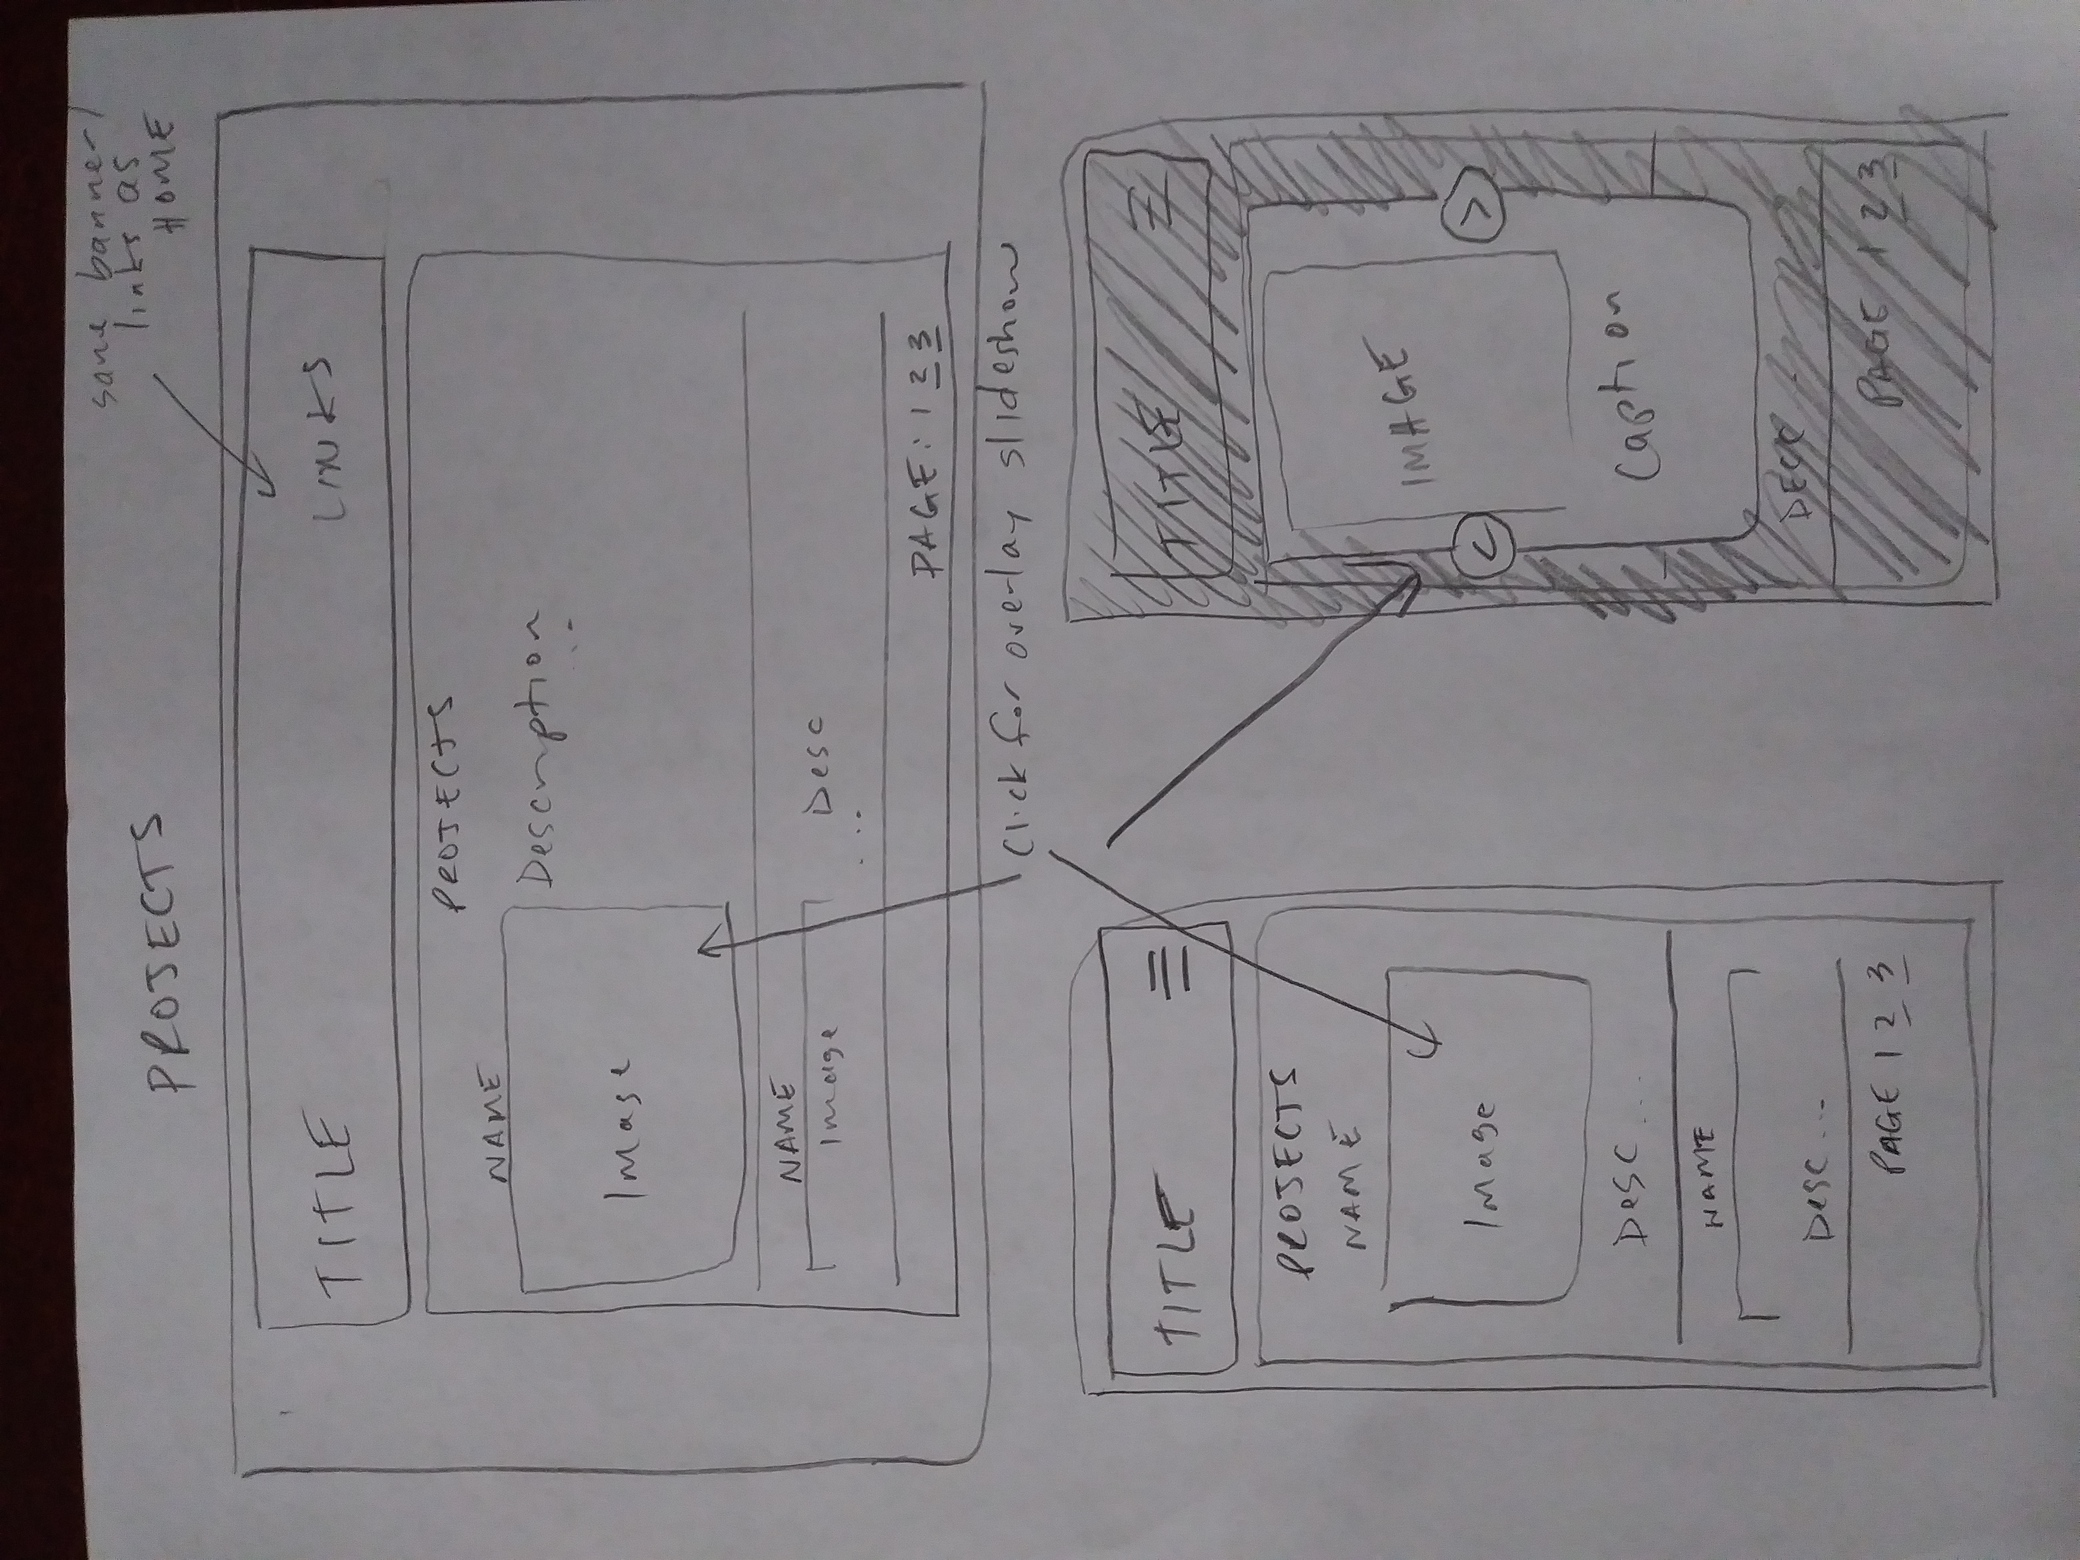 same banner/
links as
HOME
PROJECTS
TITLE
LINKS
PROJECTS
NAME
Image
Description
...
NAME
Image
Desc
...
PAGE: 1 2 3
Click for overlay slideshow
TITLE
PROJECTS
NAME
Image
Desc...
NAME
Desc...
PAGE 1 2 3
TITLE
IMAGE
<
>
Caption
DESC .
PAGE 1 2 3